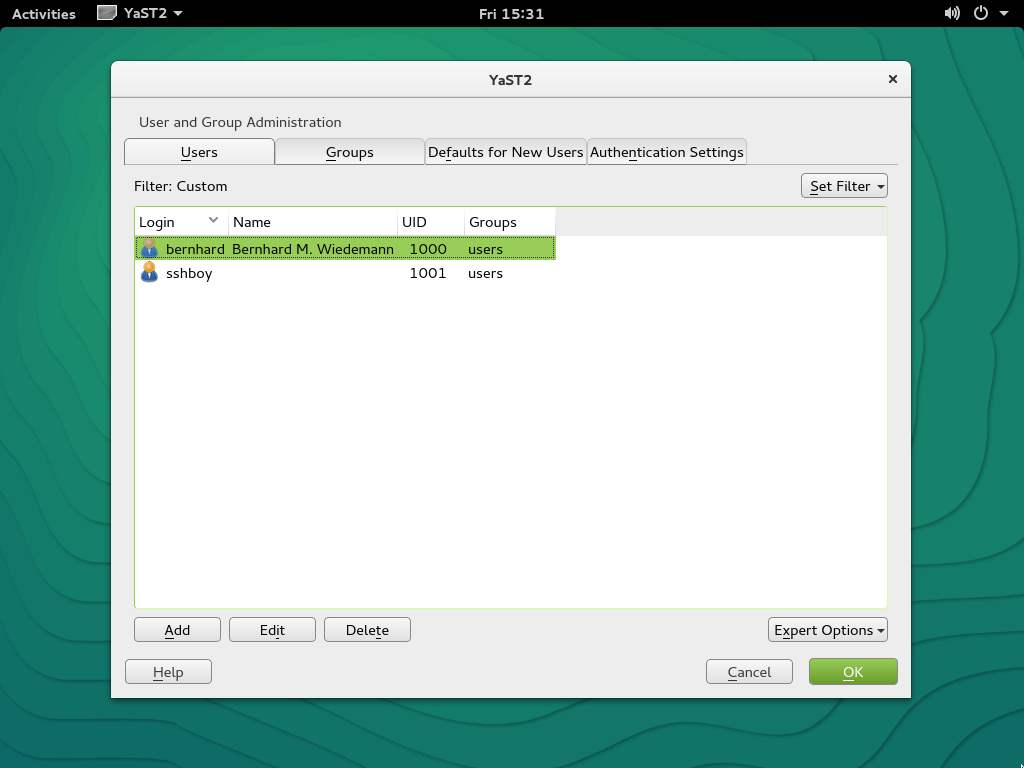 Activities YaST2 Fri 15:31
YaST2
User and Group Administration
Users Groups Defaults for New Users Authentication Settings
Filter: Custom Set Filter
Login Name UID Groups
bernhard Bernhard M. Wiedemann 1000 users
sshboy 1001 users
Add Edit Delete Expert Options
Help Cancel OK